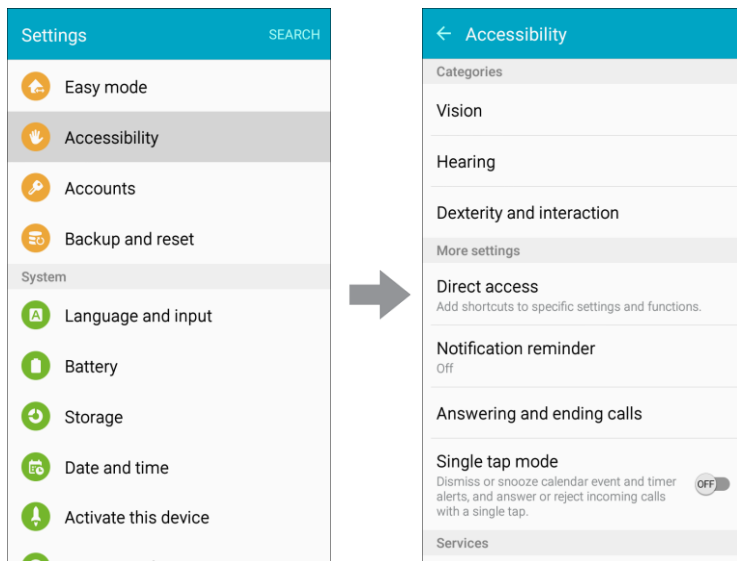 Settings
SEARCH
Easy mode
Accessibility
Accounts
Backup and reset
System
Language and input
Battery
Storage
Date and time
Activate this device
Accessibility
Categories
Vision
Hearing
Dexterity and interaction
More settings
Direct access
Add shortcuts to specific settings and functions.
Notification reminder
Off
Answering and ending calls
Single tap mode
Dismiss or snooze calendar event and timer
alerts, and answer or reject incoming calls
with a single tap.
OFF
Services